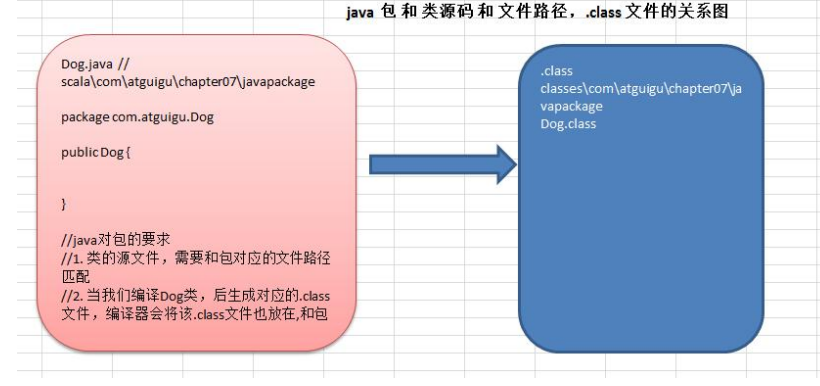 java 包 和 类源码 和 文件路径，.class 文件的关系图
Dog.java //
scala\com\atguigu\chapter07\javapackage
package com.atguigu.Dog
public Dog {
}
//java对包的要求
//1. 类的源文件，需要和包对应的文件路径
匹配
//2. 当我们编译Dog类，后生成对应的.class
文件，编译器会将该.class文件也放在,和包
.class
classes\com\atguigu\chapter07\ja
vapackage
Dog.class